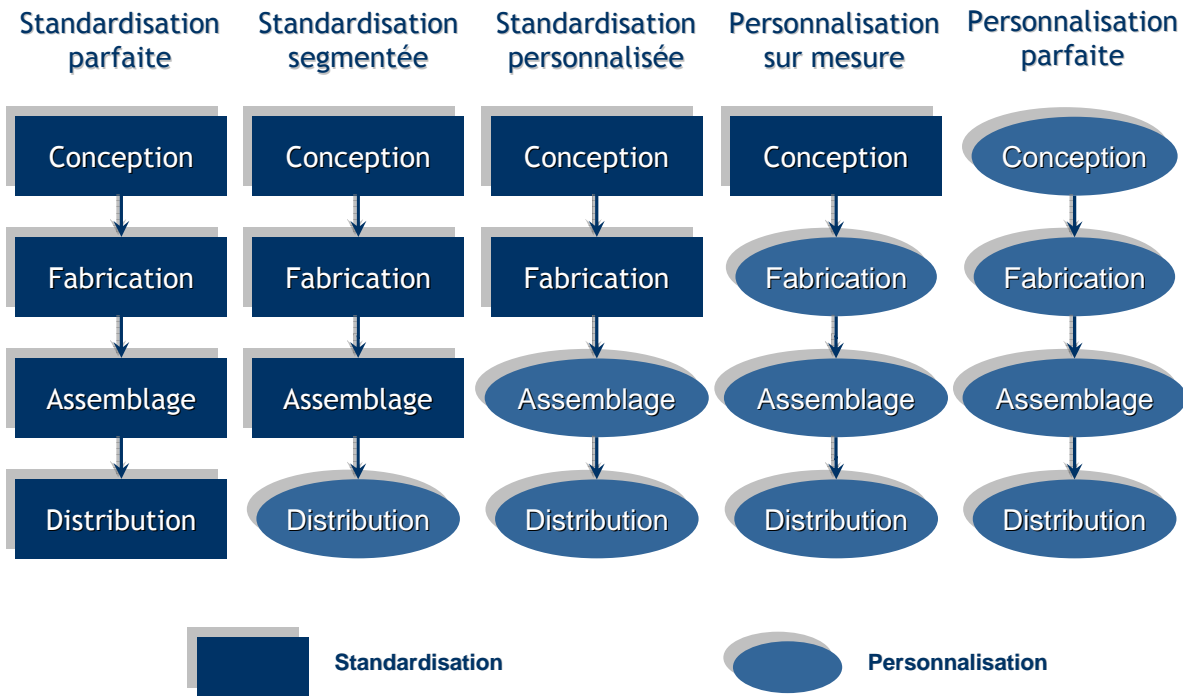 Standardisation
parfaite
Standardisation
segmentée
Standardisation
personnalisée
Personnalisation
sur mesure
Personnalisation
parfaite
Conception
Conception
Conception
Conception
Conception
Fabrication
Fabrication
Fabrication
Fabrication
Fabrication
Assemblage
Assemblage
Assemblage
Assemblage
Assemblage
Distribution
Distribution
Distribution
Distribution
Distribution
Standardisation
Personnalisation